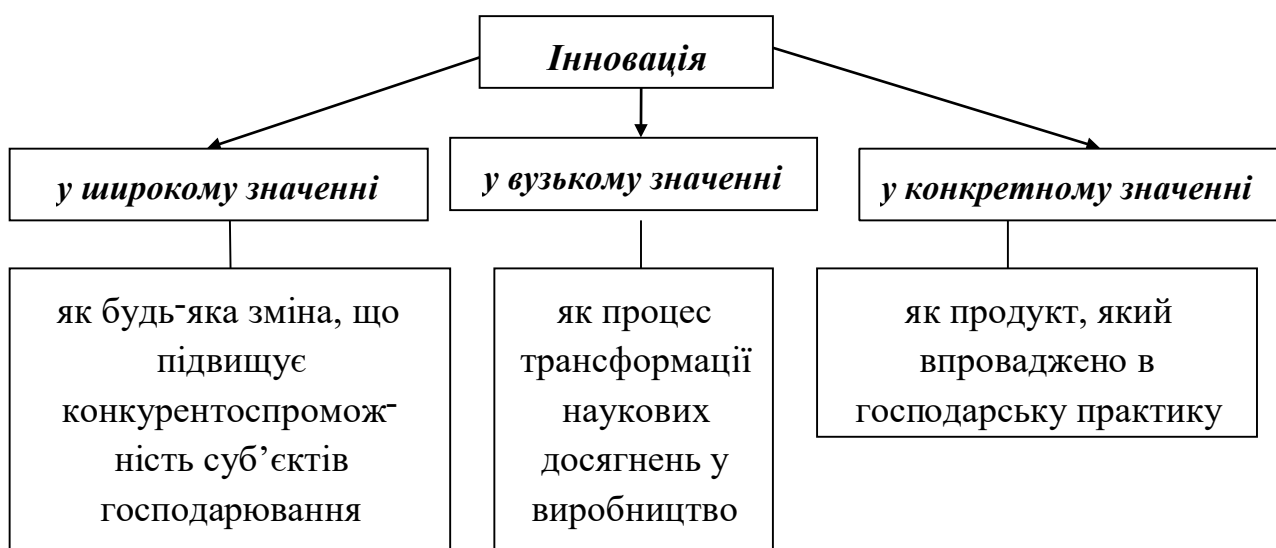 Інновація
у широкому значенні
у вузькому значенні
у конкретному значенні
як будь-яка зміна, що
підвищує
конкурентоспромож-
ність суб’єктів
господарювання
як процес
трансформації
наукових
досягнень у
виробництво
як продукт, який
впроваджено в
господарську практику